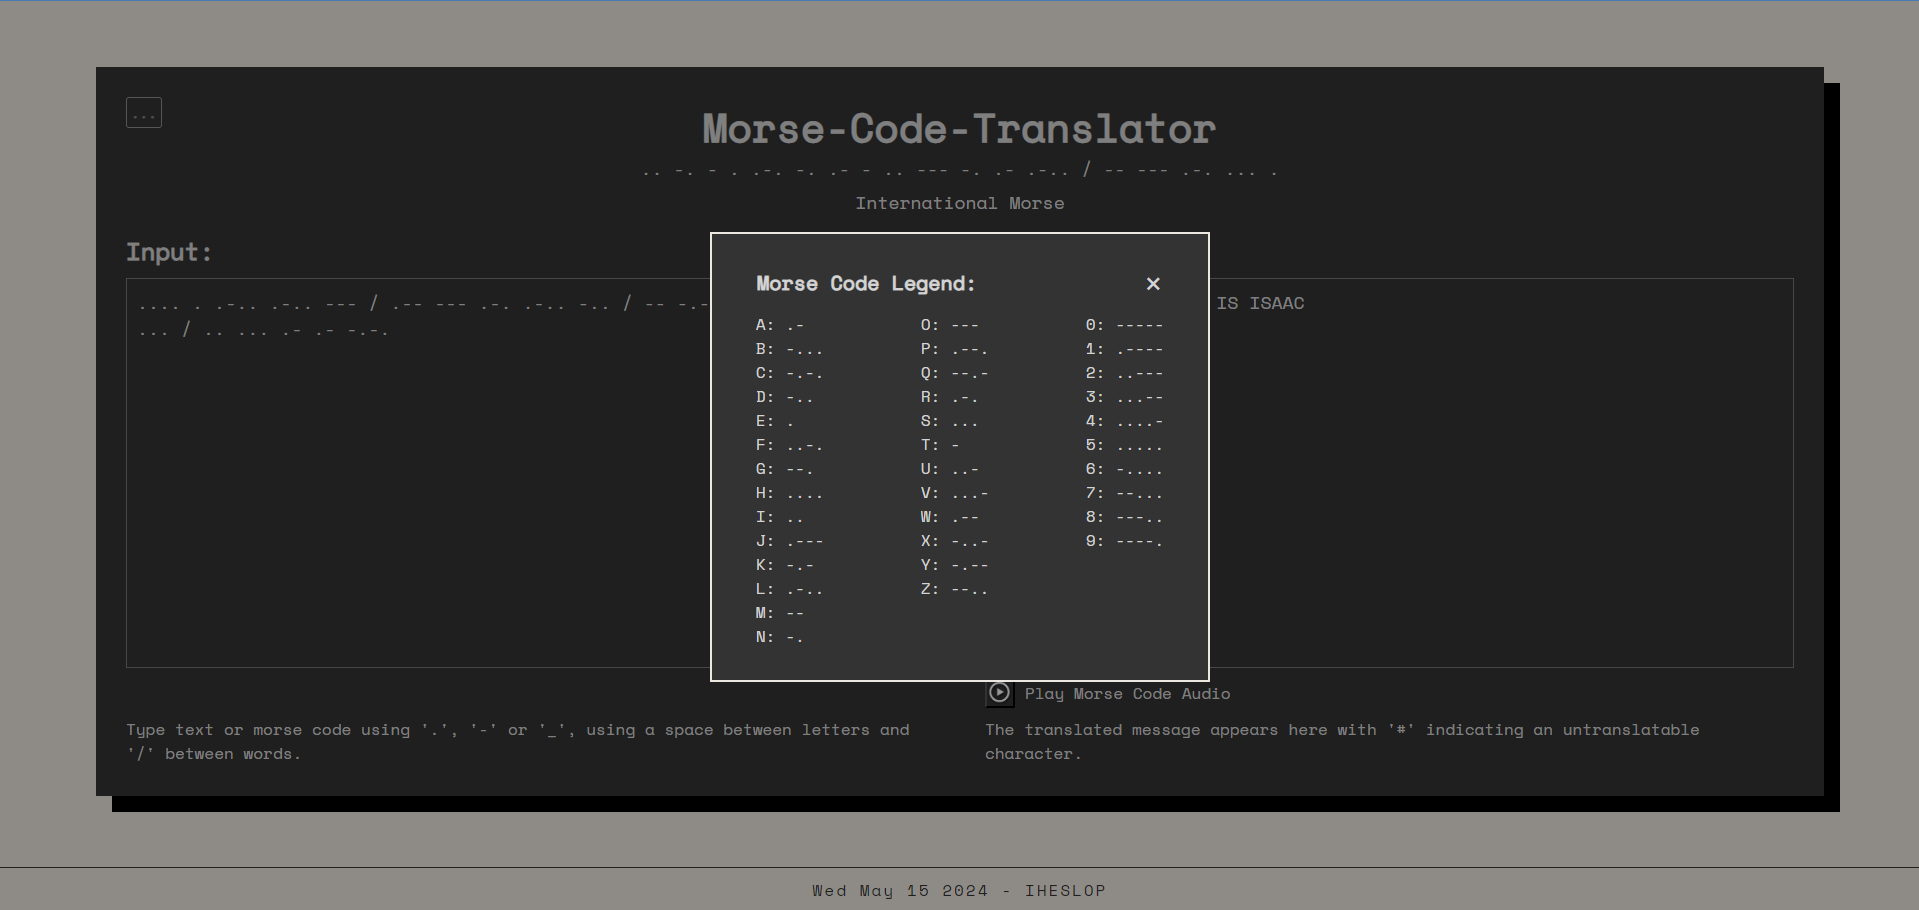 ...
Morse-Code-Translator
.. -. - . .-. -. .- - .. --- -. .- .-.. / -- --- .-. ... .
International Morse
Input:
.... . .-.. .-.. --- / .-- --- .-. .-.. -.. / -- -.-
... / .. ... .- .- -.-.
IS ISAAC
Morse Code Legend: ×
A: .-
B: -...
C: -.-.
D: -..
E: .
F: ..-.
G: --.
H: ....
I: ..
J: .---
K: -.-
L: .-..
M: --
N: -.
O: ---
P: .--.
Q: --.-
R: .-.
S: ...
T: -
U: ..-
V: ...-
W: .--
X: -..-
Y: -.--
Z: --..
0: -----
1: .----
2: ..---
3: ...--
4: ....-
5: .....
6: -....
7: --...
8: ---..
9: ----.
Play Morse Code Audio
Type text or morse code using '.', '-' or '_', using a space between letters and
'/' between words.
The translated message appears here with '#' indicating an untranslatable
character.
Wed May 15 2024 - IHESLOP